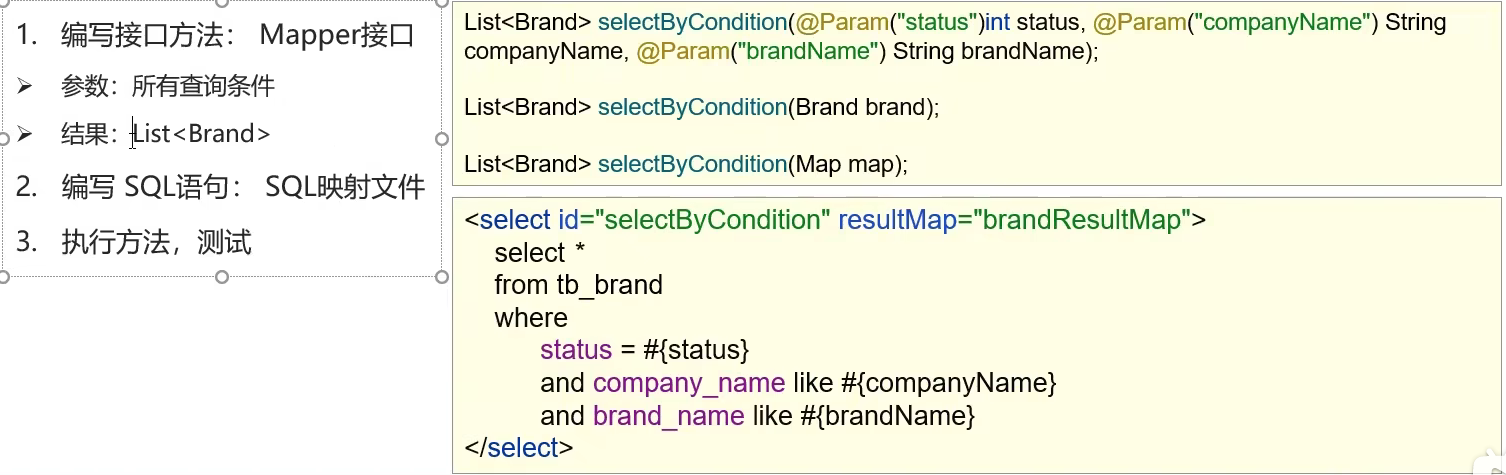 1. 编写接口方法： Mapper接口
➢ 参数：所有查询条件
➢ 结果：List<Brand>
2. 编写 SQL语句： SQL映射文件
3. 执行方法，测试
List<Brand> selectByCondition(@Param("status")int status, @Param("companyName") String
companyName, @Param("brandName") String brandName);
List<Brand> selectByCondition(Brand brand);
List<Brand> selectByCondition(Map map);
<select id="selectByCondition" resultMap="brandResultMap">
select *
from tb_brand
where
status = #{status}
and company_name like #{companyName}
and brand_name like #{brandName}
</select>